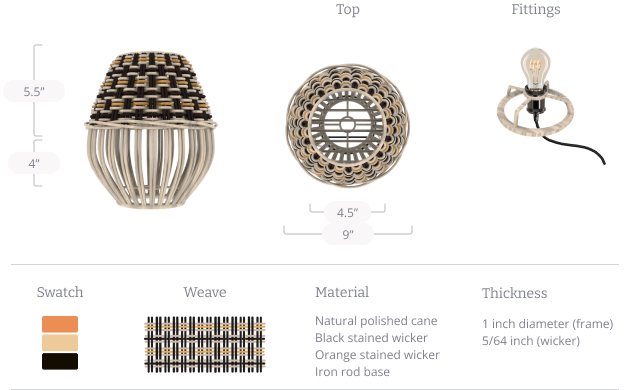 Top
Fittings
5.5”
4”
4.5”
9”
Swatch
Weave
Material
Natural polished cane
Black stained wicker
Orange stained wicker
Iron rod base
Thickness
1 inch diameter (frame)
5/64 inch (wicker)